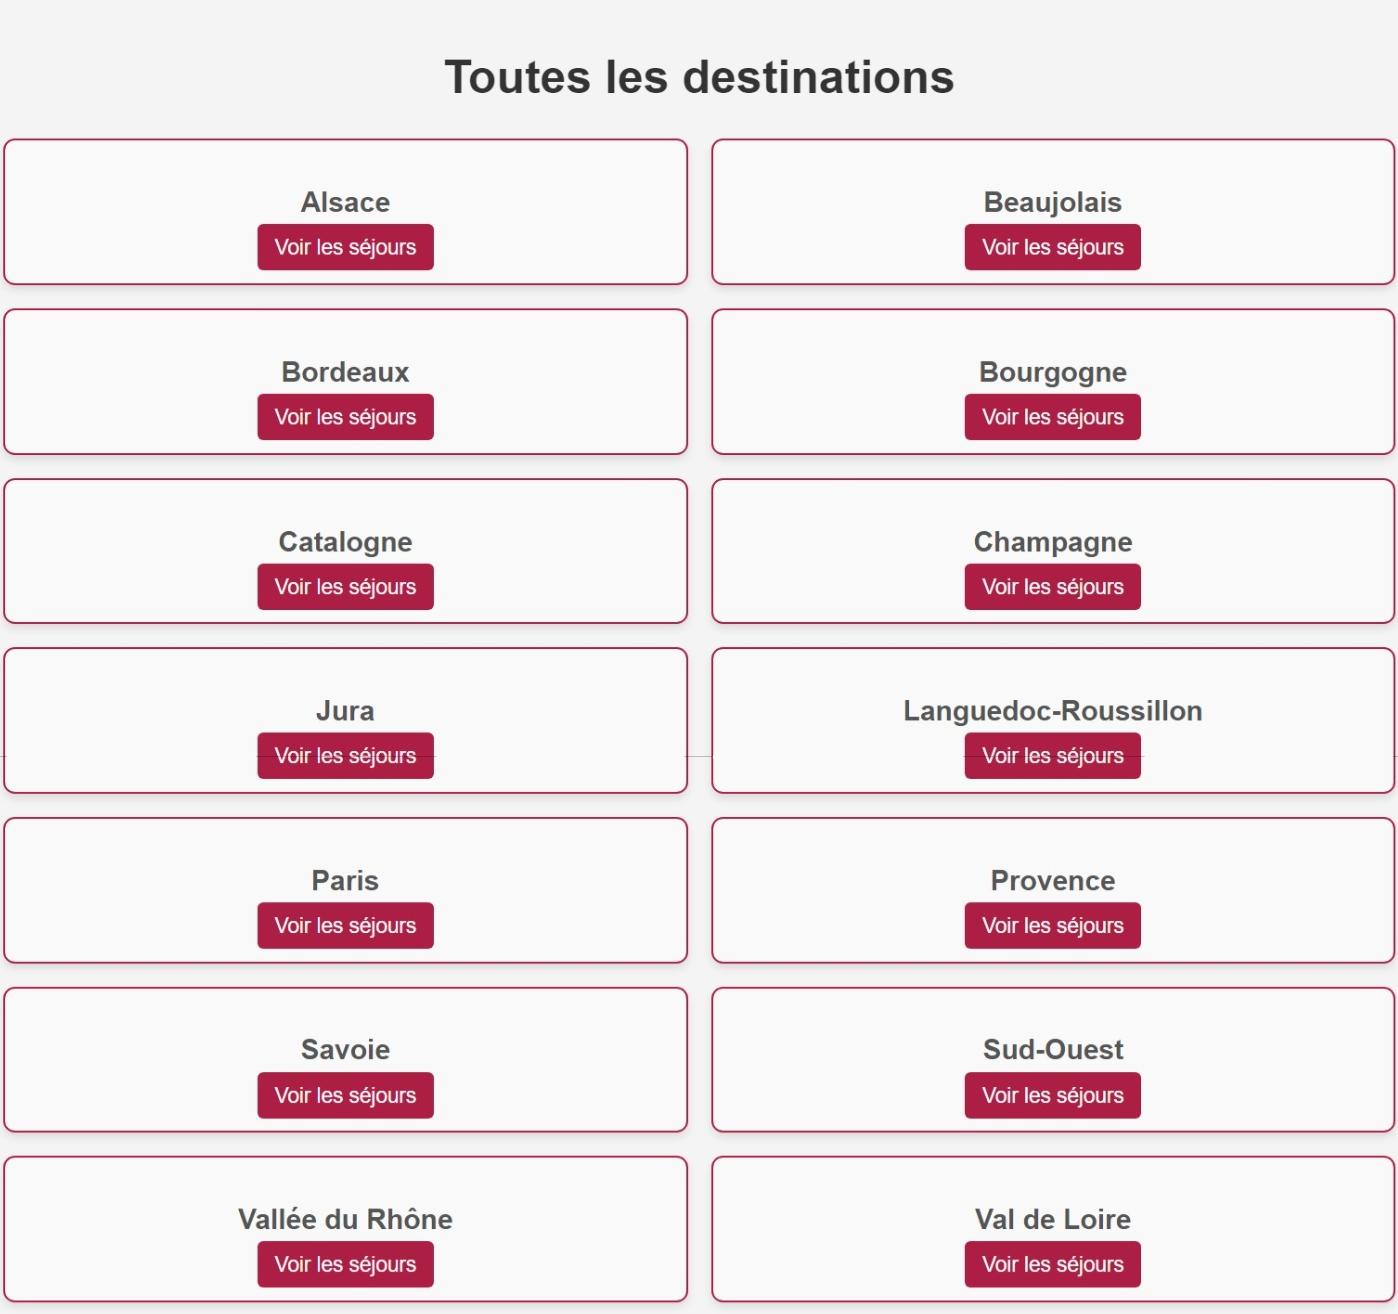 Toutes les destinations
Alsace
Voir les séjours
Beaujolais
Voir les séjours
Bordeaux
Voir les séjours
Bourgogne
Voir les séjours
Catalogne
Voir les séjours
Champagne
Voir les séjours
Jura
Voir les séjours
Languedoc-Roussillon
Voir les séjours
Paris
Voir les séjours
Provence
Voir les séjours
Savoie
Voir les séjours
Sud-Ouest
Voir les séjours
Vallée du Rhône
Voir les séjours
Val de Loire
Voir les séjours